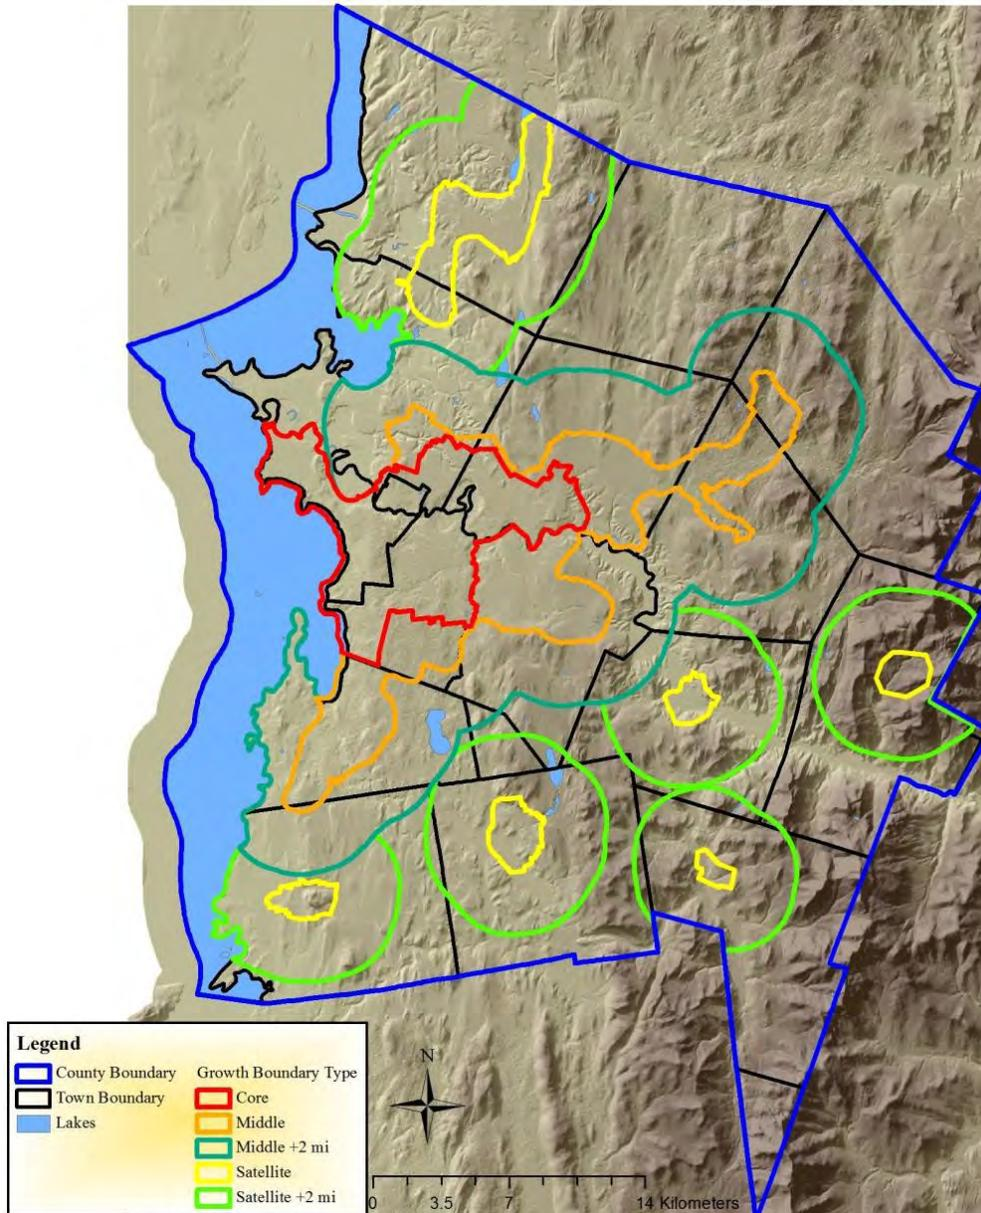 Legend
County Boundary
Town Boundary
Lakes
Growth Boundary Type
Core
Middle
Middle +2 mi
Satellite
Satellite +2 mi
N
0 3.5 7 14 Kilometers